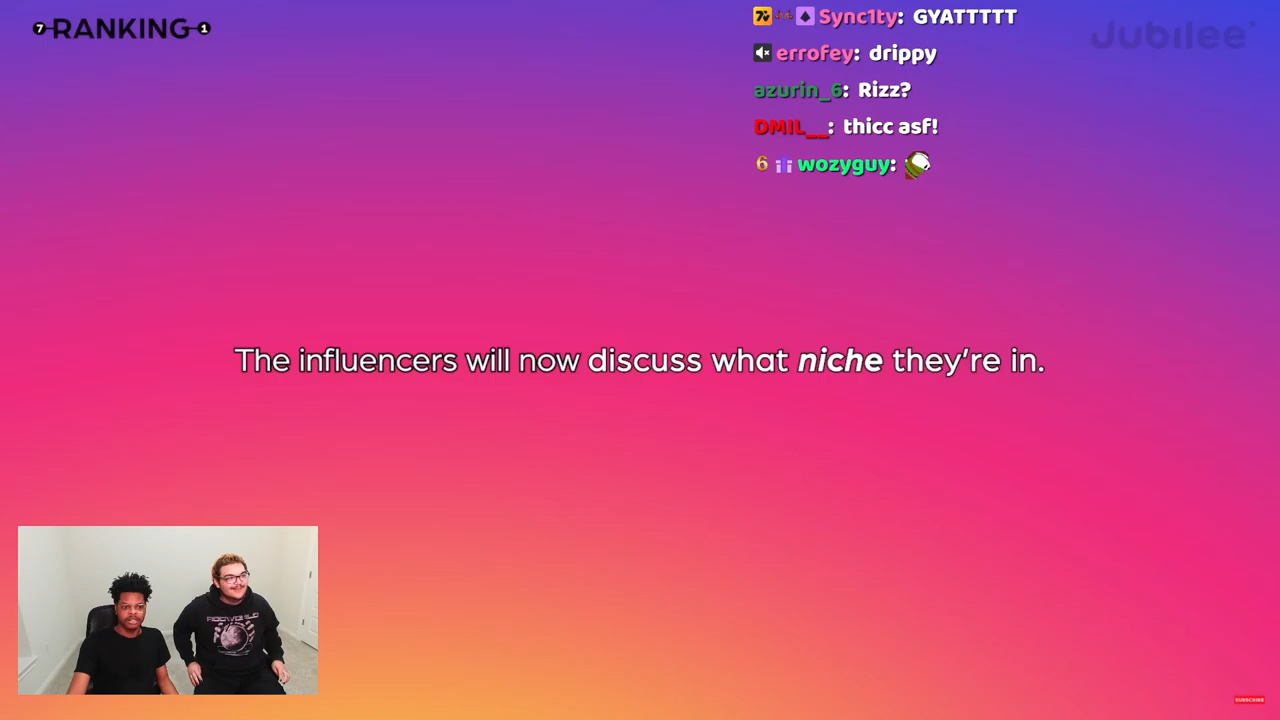 7 RANKING 1
Jubilee
Sync1ty: GYATTTTT
errofey: drippy
azurin_6: Rizz?
DMIL__: thicc asf!
6 wozyguy:
The influencers will now discuss what niche they're in.
SUBSCRIBE